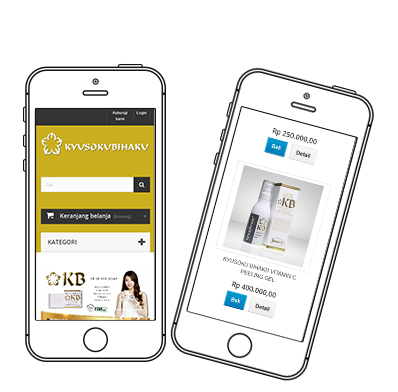 Hubungi kami
Login
KYUSOKUBIHAKU
Cari
Keranjang belanja (Kosong)
KATEGORI
KB
KB
Rp 250.000,00
Beli
Detail
KB
KYUSOKU BIHAKU VITAMIN C
PEELING GEL
Rp 400.000,00
Beli
Detail